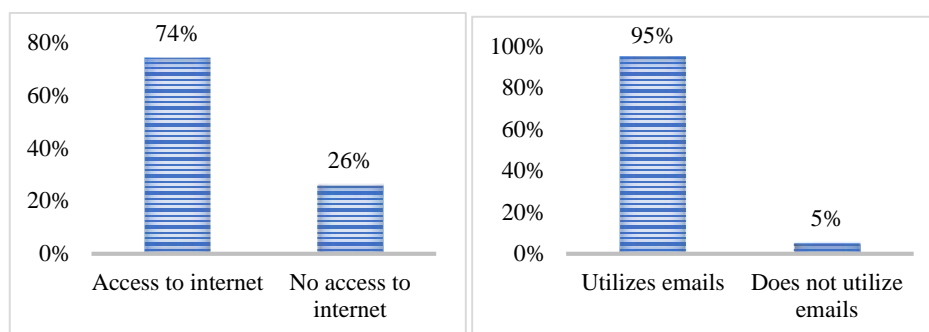 80%
74%
60%
40%
26%
20%
0%
Access to internet
No access to
internet
100%
95%
80%
60%
40%
20%
5%
0%
Utilizes emails
Does not utilize
emails